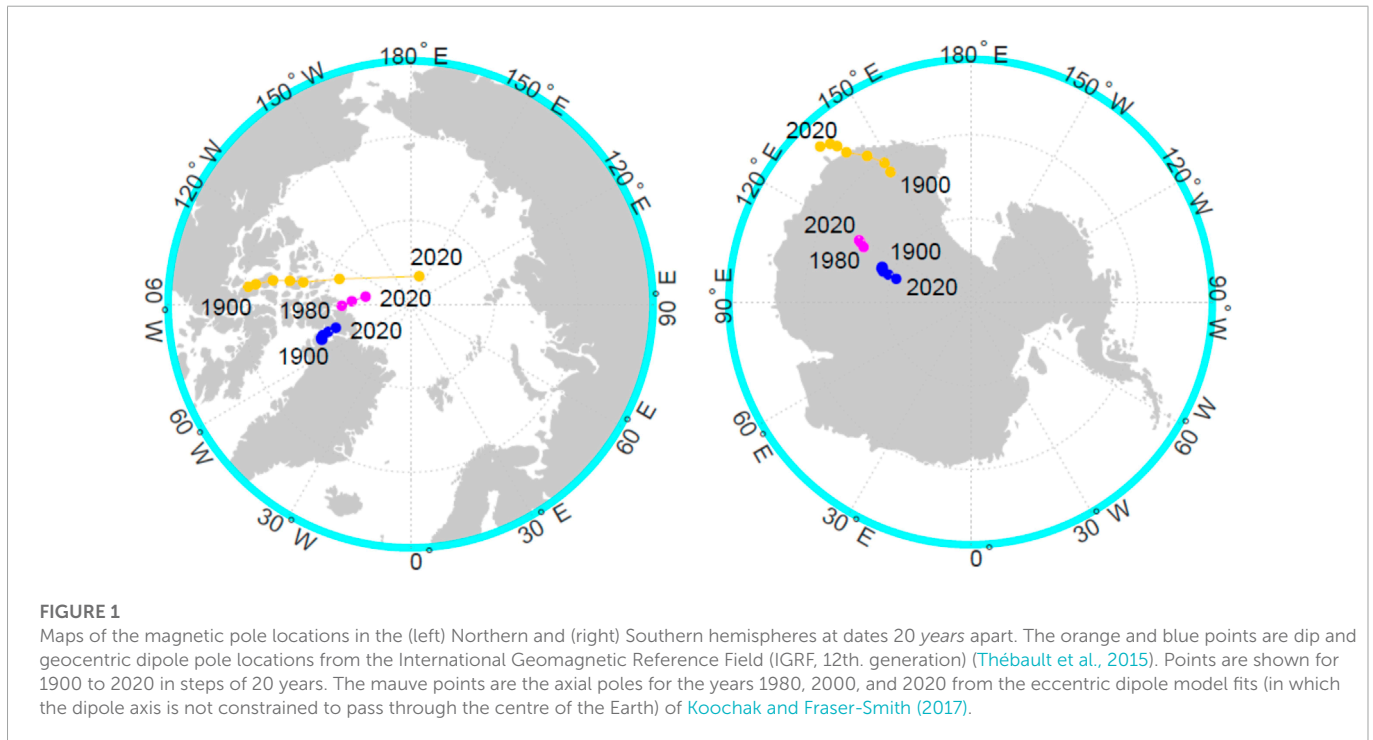 180° E
150° W
150° E
120° W
120° E
2020
1900
1980
2020
2020
1900
90° W
90° E
60° W
60° E
30° W
30° E
0°
180° E
150° E
150° W
2020
120° E
120° W
1900
2020
1980
1900
2020
90° E
90° W
60° E
60° W
30° E
30° W
0°
FIGURE 1
Maps of the magnetic pole locations in the (left) Northern and (right) Southern hemispheres at dates 20 years apart. The orange and blue points are dip and
geocentric dipole pole locations from the International Geomagnetic Reference Field (IGRF, 12th. generation) (Thébault et al., 2015). Points are shown for
1900 to 2020 in steps of 20 years. The mauve points are the axial poles for the years 1980, 2000, and 2020 from the eccentric dipole model fits (in which
the dipole axis is not constrained to pass through the centre of the Earth) of Koochak and Fraser-Smith (2017).